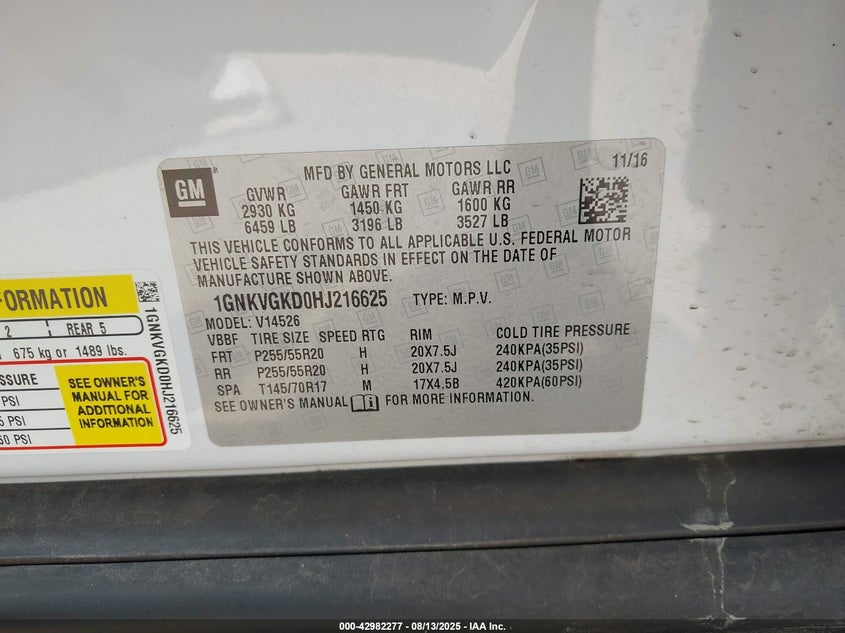 MFD BY GENERAL MOTORS LLC 11/16
GM
GVWR GAWR FRT GAWR RR
2930 KG 1450 KG 1600 KG
6459 LB 3196 LB 3527 LB
THIS VEHICLE CONFORMS TO ALL APPLICABLE U.S. FEDERAL MOTOR
VEHICLE SAFETY STANDARDS IN EFFECT ON THE DATE OF
MANUFACTURE SHOWN ABOVE.
1GNKVGKD0HJ216625 TYPE: M.P.V.
MODEL: V14526
VBBF TIRE SIZE SPEED RTG RIM COLD TIRE PRESSURE
FRT P255/55R20 H 20X7.5J 240KPA(35PSI)
RR P255/55R20 H 20X7.5J 240KPA(35PSI)
SPA T145/70R17 M 17X4.5B 420KPA(60PSI)
SEE OWNER'S MANUAL FOR MORE INFORMATION.
FORMATION
2 REAR 5
675 kg or 1489 lbs.
SSURE
PSI
5 PSI
60 PSI
SEE OWNER'S
MANUAL FOR
ADDITIONAL
INFORMATION
1GNKVGKD0HJ216625
000-42982277 - 08/13/2025 - IAA Inc.